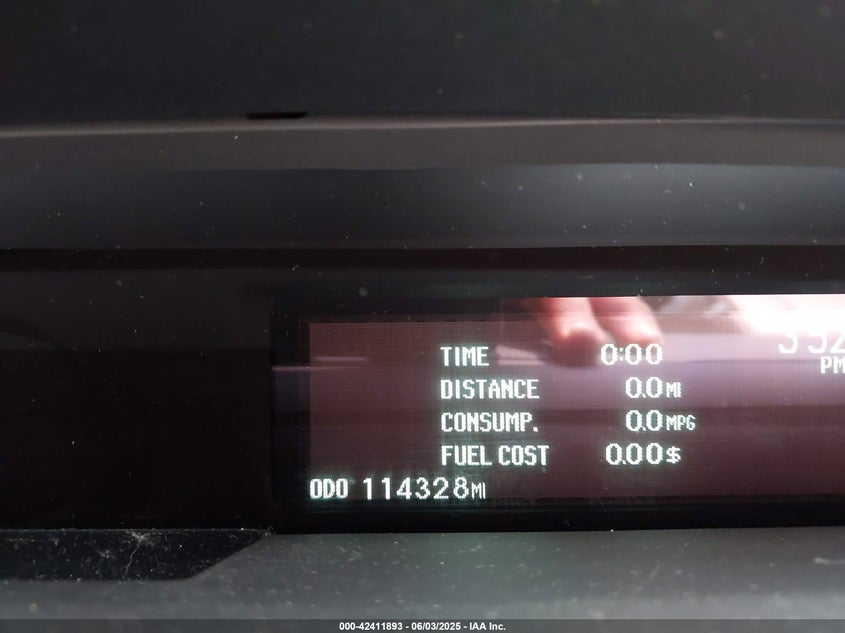 TIME 0:00
PM
DISTANCE 0.0 MI
CONSUMP. 0.0 MPG
FUEL COST 0.00 $
ODO 114328 MI
000-42411893 - 06/03/2025 - IAA Inc.